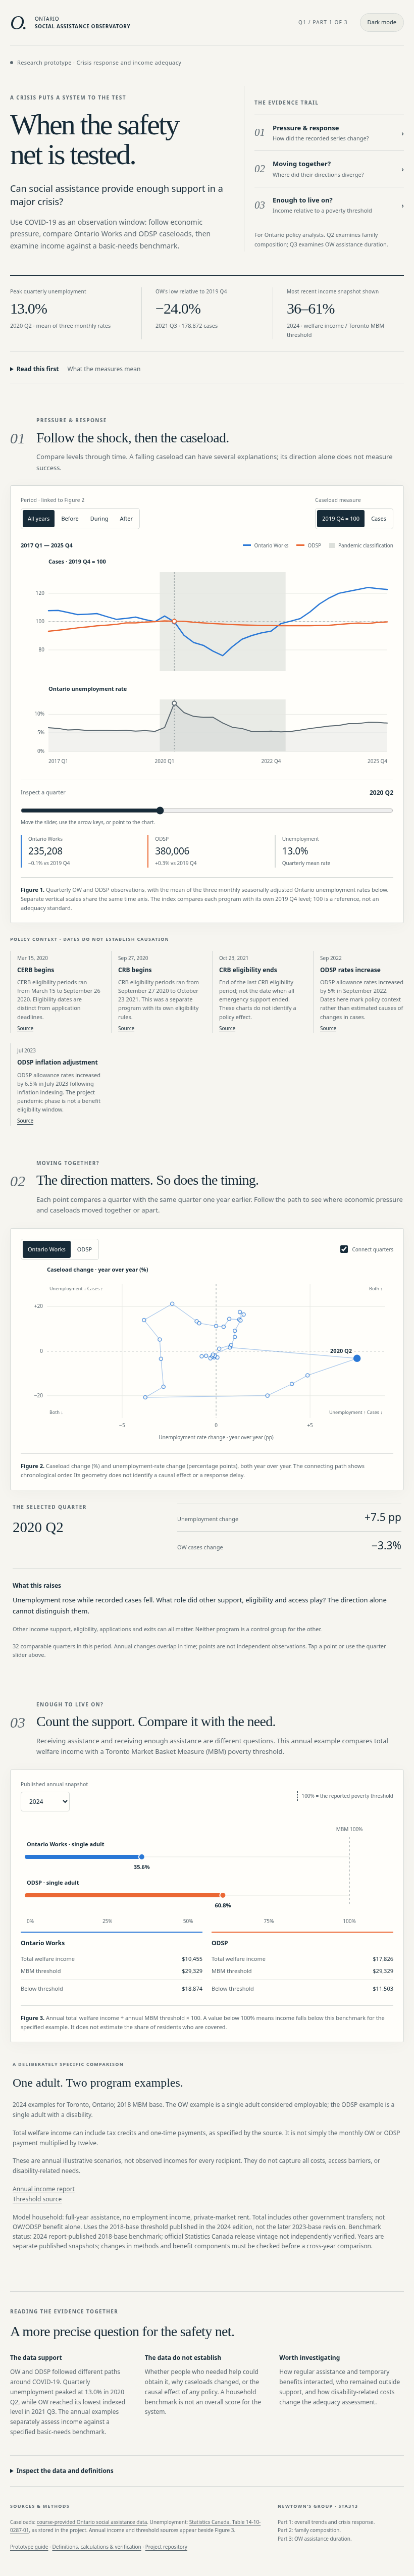 O.
ONTARIO
SOCIAL ASSISTANCE OBSERVATORY
Q1 / PART 1 OF 3
Dark mode
Research prototype · Crisis response and income adequacy
A CRISIS PUTS A SYSTEM TO THE TEST
When the safety
net is tested.
Can social assistance provide enough support in a
major crisis?
Use COVID-19 as an observation window: follow economic
pressure, compare Ontario Works and ODSP caseloads, then
examine income against a basic-needs benchmark.
THE EVIDENCE TRAIL
01
Pressure & response
How did the recorded series change?
›
02
Moving together?
Where did their directions diverge?
›
03
Enough to live on?
Income relative to a poverty threshold
›
For Ontario policy analysts. Q2 examines family
composition; Q3 examines OW assistance duration.
Peak quarterly unemployment
13.0%
2020 Q2 · mean of three monthly rates
OW's low relative to 2019 Q4
−24.0%
2021 Q3 · 178,872 cases
Most recent income snapshot shown
36–61%
2024 · welfare income / Toronto MBM
threshold
Read this first
What the measures mean
PRESSURE & RESPONSE
01
Follow the shock, then the caseload.
Compare levels through time. A falling caseload can have several explanations; its direction alone does not measure
success.
Period · linked to Figure 2
All years
Before
During
After
Caseload measure
2019 Q4 = 100
Cases
2017 Q1 — 2025 Q4
Ontario Works
ODSP
Pandemic classification
Cases · 2019 Q4 = 100
120
100
80
Ontario unemployment rate
10%
5%
0%
2017 Q1
2020 Q1
2022 Q4
2025 Q4
Inspect a quarter
2020 Q2
Move the slider, use the arrow keys, or point to the chart.
Ontario Works
235,208
−0.1% vs 2019 Q4
ODSP
380,006
+0.3% vs 2019 Q4
Unemployment
13.0%
Quarterly mean rate
Figure 1. Quarterly OW and ODSP observations, with the mean of the three monthly seasonally adjusted Ontario unemployment rates below.
Separate vertical scales share the same time axis. The index compares each program with its own 2019 Q4 level; 100 is a reference, not an
adequacy standard.
POLICY CONTEXT · DATES DO NOT ESTABLISH CAUSATION
Mar 15, 2020
CERB begins
CERB eligibility periods ran
from March 15 to September 26
2020. Eligibility dates are
distinct from application
deadlines.
Source
Sep 27, 2020
CRB begins
CRB eligibility periods ran from
September 27 2020 to October
23 2021. This was a separate
program with its own eligibility
rules.
Source
Oct 23, 2021
CRB eligibility ends
End of the last CRB eligibility
period; not the date when all
emergency support ended.
These charts do not identify a
policy effect.
Source
Sep 2022
ODSP rates increase
ODSP allowance rates increased
by 5% in September 2022.
Dates here mark policy context
rather than estimated causes of
changes in cases.
Source
Jul 2023
ODSP inflation adjustment
ODSP allowance rates increased
by 6.5% in July 2023 following
inflation indexing. The project
pandemic phase is not a benefit
eligibility window.
Source
MOVING TOGETHER?
02
The direction matters. So does the timing.
Each point compares a quarter with the same quarter one year earlier. Follow the path to see where economic pressure
and caseloads moved together or apart.
Ontario Works
ODSP
Connect quarters
Caseload change · year over year (%)
Unemployment ↓ Cases ↑
Both ↑
+20
0
−20
2020 Q2
Both ↓
Unemployment ↑ Cases ↓
−5
0
+5
Unemployment-rate change · year over year (pp)
Figure 2. Caseload change (%) and unemployment-rate change (percentage points), both year over year. The connecting path shows
chronological order. Its geometry does not identify a causal effect or a response delay.
THE SELECTED QUARTER
2020 Q2
Unemployment change
+7.5 pp
OW cases change
−3.3%
What this raises
Unemployment rose while recorded cases fell. What role did other support, eligibility and access play? The direction alone
cannot distinguish them.
Other income support, eligibility, applications and exits can all matter. Neither program is a control group for the other.
32 comparable quarters in this period. Annual changes overlap in time; points are not independent observations. Tap a point or use the quarter
slider above.
ENOUGH TO LIVE ON?
03
Count the support. Compare it with the need.
Receiving assistance and receiving enough assistance are different questions. This annual example compares total
welfare income with a Toronto Market Basket Measure (MBM) poverty threshold.
Published annual snapshot
2024
100% = the reported poverty threshold
MBM 100%
Ontario Works · single adult
35.6%
ODSP · single adult
60.8%
0%
25%
50%
75%
100%
Ontario Works
Total welfare income
$10,455
MBM threshold
$29,329
Below threshold
$18,874
ODSP
Total welfare income
$17,826
MBM threshold
$29,329
Below threshold
$11,503
Figure 3. Annual total welfare income ÷ annual MBM threshold × 100. A value below 100% means income falls below this benchmark for the
specified example. It does not estimate the share of residents who are covered.
A DELIBERATELY SPECIFIC COMPARISON
One adult. Two program examples.
2024 examples for Toronto, Ontario; 2018 MBM base. The OW example is a single adult considered employable; the ODSP example is a
single adult with a disability.
Total welfare income can include tax credits and one-time payments, as specified by the source. It is not simply the monthly OW or ODSP
payment multiplied by twelve.
These are annual illustrative scenarios, not observed incomes for every recipient. They do not capture all costs, access barriers, or
disability-related needs.
Annual income report
Threshold source
Model household: full-year assistance, no employment income, private-market rent. Total includes other government transfers; not
OW/ODSP benefit alone. Uses the 2018-base threshold published in the 2024 edition, not the later 2023-base revision. Benchmark
status: 2024 report-published 2018-base benchmark; official Statistics Canada release vintage not independently verified. Years are
separate published snapshots; changes in methods and benefit components must be checked before a cross-year comparison.
READING THE EVIDENCE TOGETHER
A more precise question for the safety net.
The data support
OW and ODSP followed different paths
around COVID-19. Quarterly
unemployment peaked at 13.0% in 2020
Q2, while OW reached its lowest indexed
level in 2021 Q3. The annual examples
separately assess income against a
specified basic-needs benchmark.
The data do not establish
Whether people who needed help could
obtain it, why caseloads changed, or the
causal effect of any policy. A household
benchmark is not an overall score for the
system.
Worth investigating
How regular assistance and temporary
benefits interacted, who remained outside
support, and how disability-related costs
change the adequacy assessment.
Inspect the data and definitions
SOURCES & METHODS
Caseloads: course-provided Ontario social assistance data. Unemployment: Statistics Canada, Table 14-10-
0287-01, as stored in the project. Annual income and threshold sources appear beside Figure 3.
Prototype guide · Definitions, calculations & verification · Project repository
NEWTOWN'S GROUP · STA313
Part 1: overall trends and crisis response.
Part 2: family composition.
Part 3: OW assistance duration.